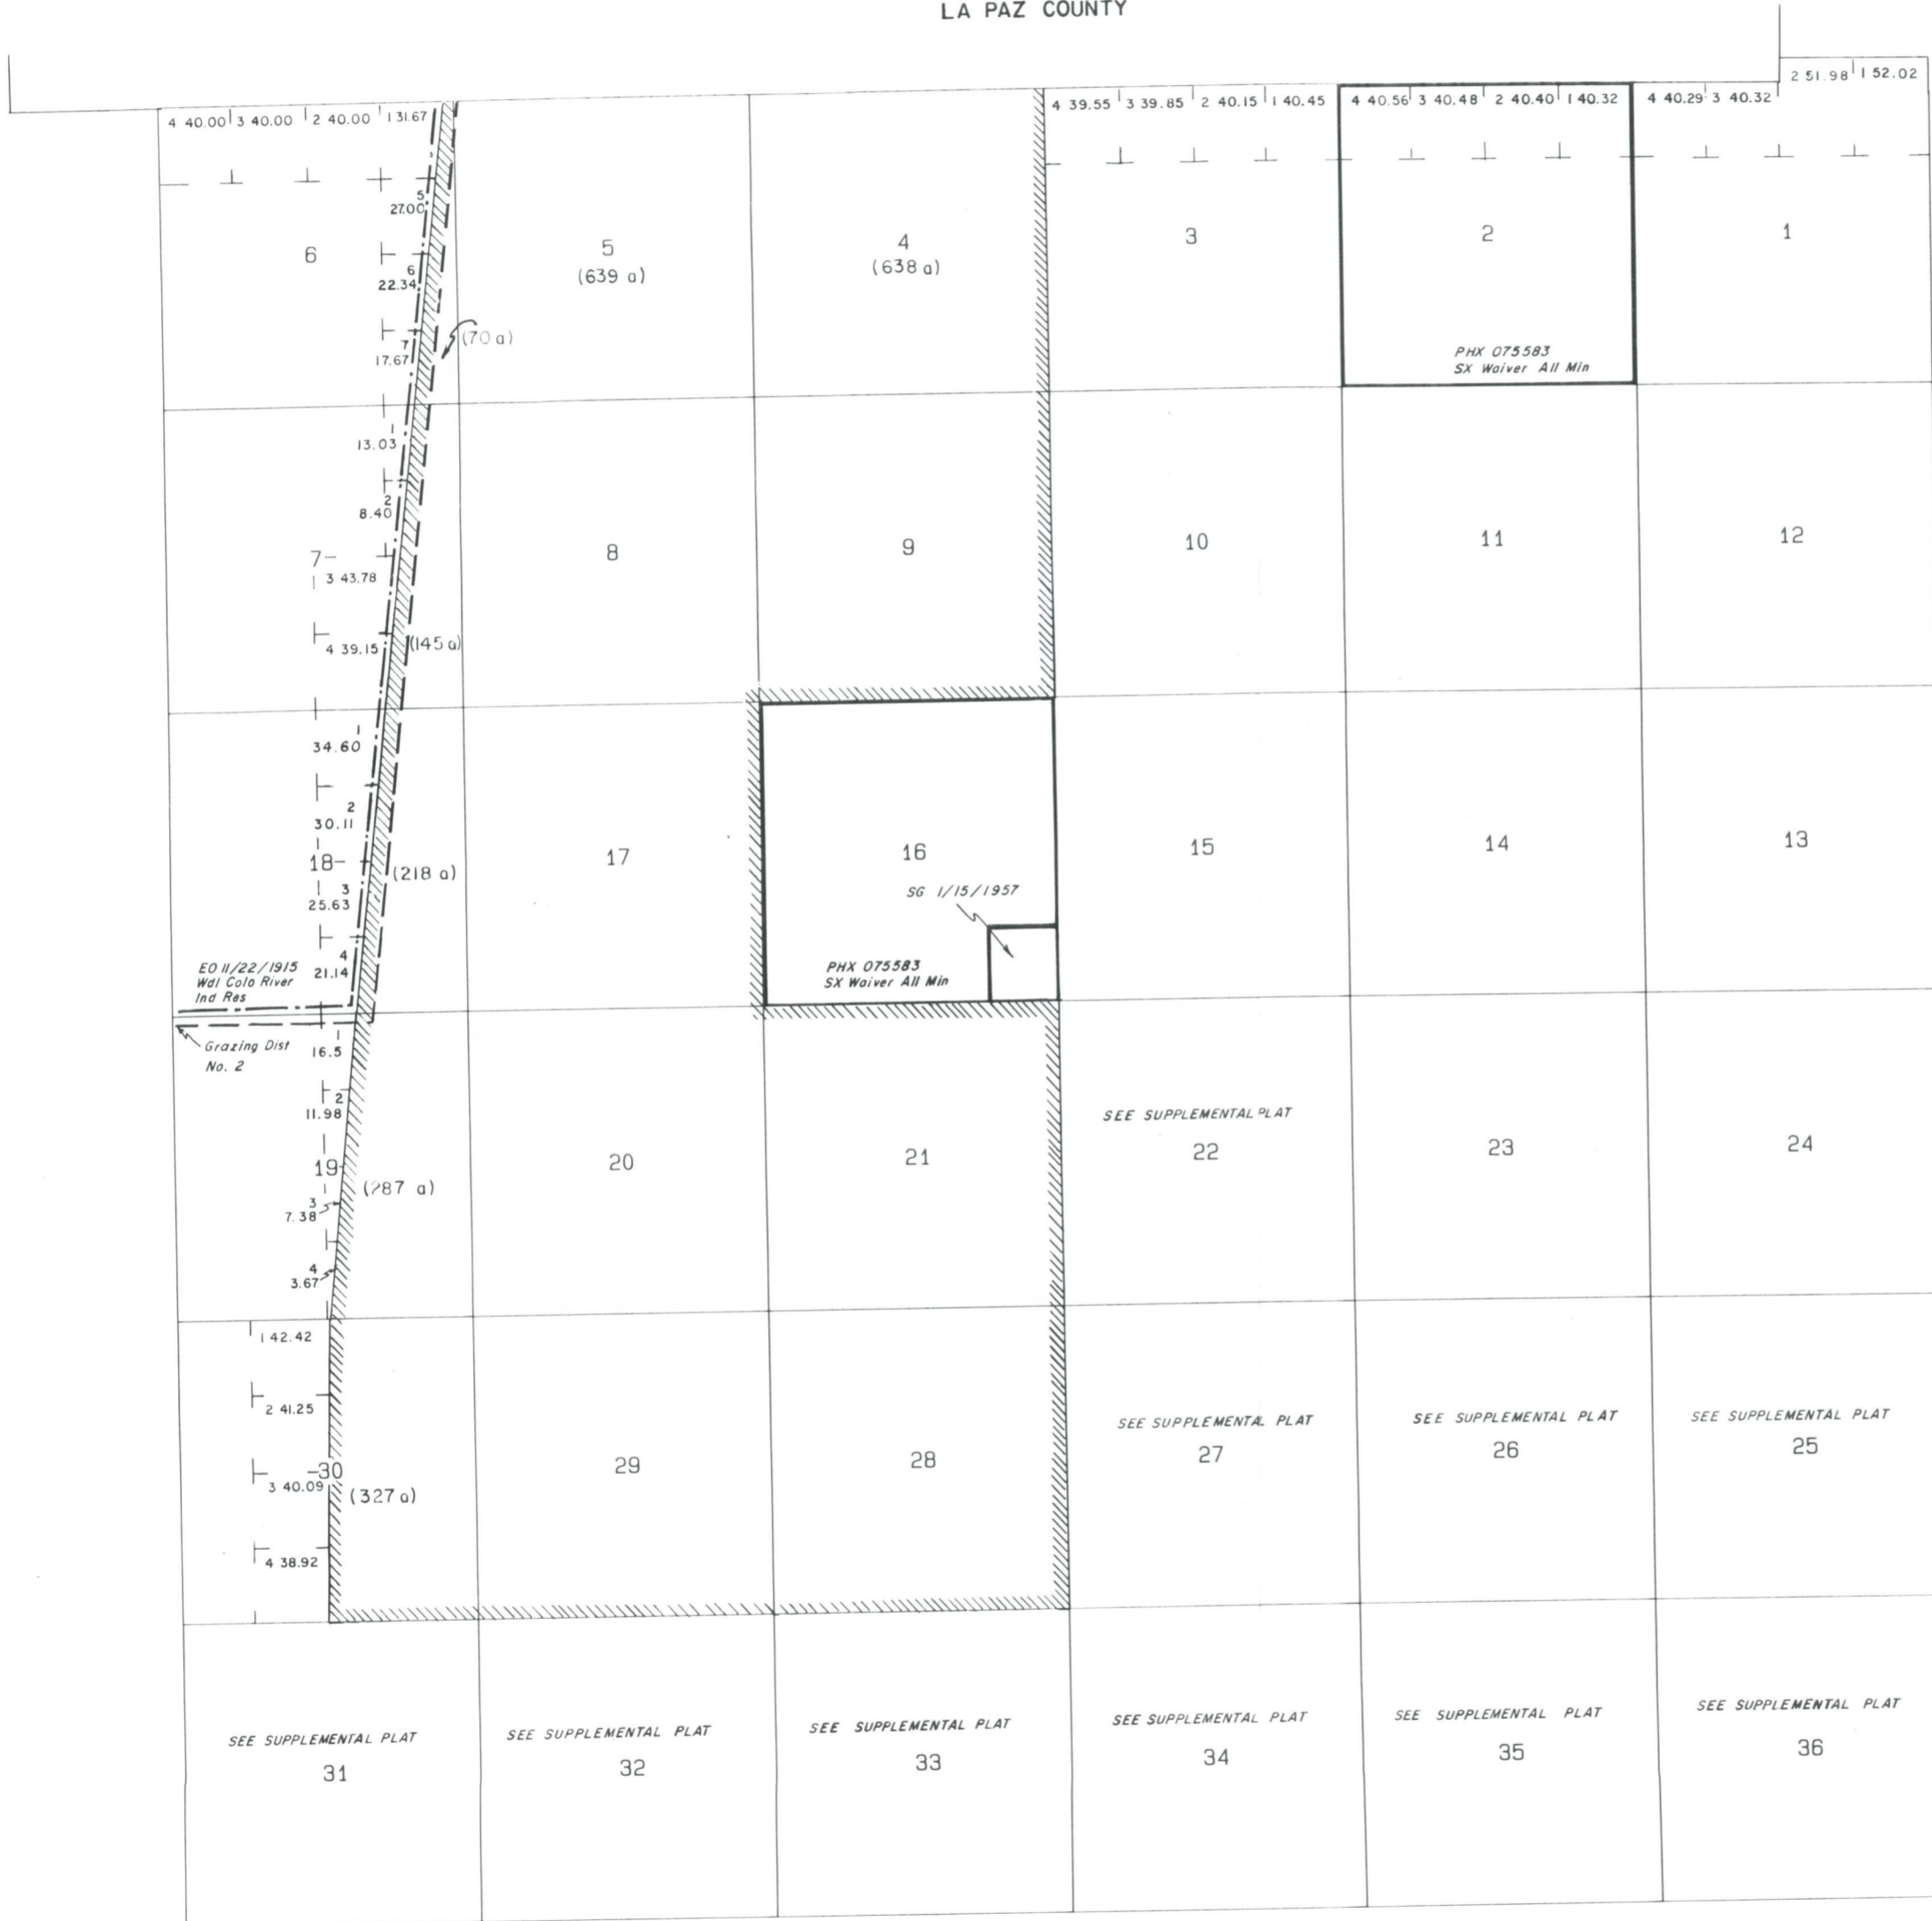 LA PAZ COUNTY
2 51.98 1 52.02
4 40.00 3 40.00 2 40.00 1 31.67
4 39.55 3 39.85 2 40.15 1 40.45
4 40.56 3 40.48 2 40.40 1 40.32
4 40.29 3 40.32
5
27.00
6
5
(639 a)
4
(638 a)
3
2
1
6
22.34
(70 a)
7
17.67
PHX 075583
SX Waiver All Min
1
13.03
2
8.40
7
8
9
10
11
12
3 43.78
4 39.15
(145 a)
1
34.60
2
30.11
18
17
16
15
14
13
(218 a)
3
25.63
SG 1/15/1957
4
21.14
EO 11/22/1915
Wdl Colo River
Ind Res
PHX 075583
SX Waiver All Min
Grazing Dist
No. 2
1
16.5
2
11.98
SEE SUPPLEMENTAL PLAT
19
20
21
22
23
24
(287 a)
3
7.38
4
3.67
1 42.42
2 41.25
SEE SUPPLEMENTAL PLAT
SEE SUPPLEMENTAL PLAT
SEE SUPPLEMENTAL PLAT
30
29
28
27
26
25
3 40.09
(327 a)
4 38.92
SEE SUPPLEMENTAL PLAT
SEE SUPPLEMENTAL PLAT
SEE SUPPLEMENTAL PLAT
SEE SUPPLEMENTAL PLAT
SEE SUPPLEMENTAL PLAT
SEE SUPPLEMENTAL PLAT
31
32
33
34
35
36